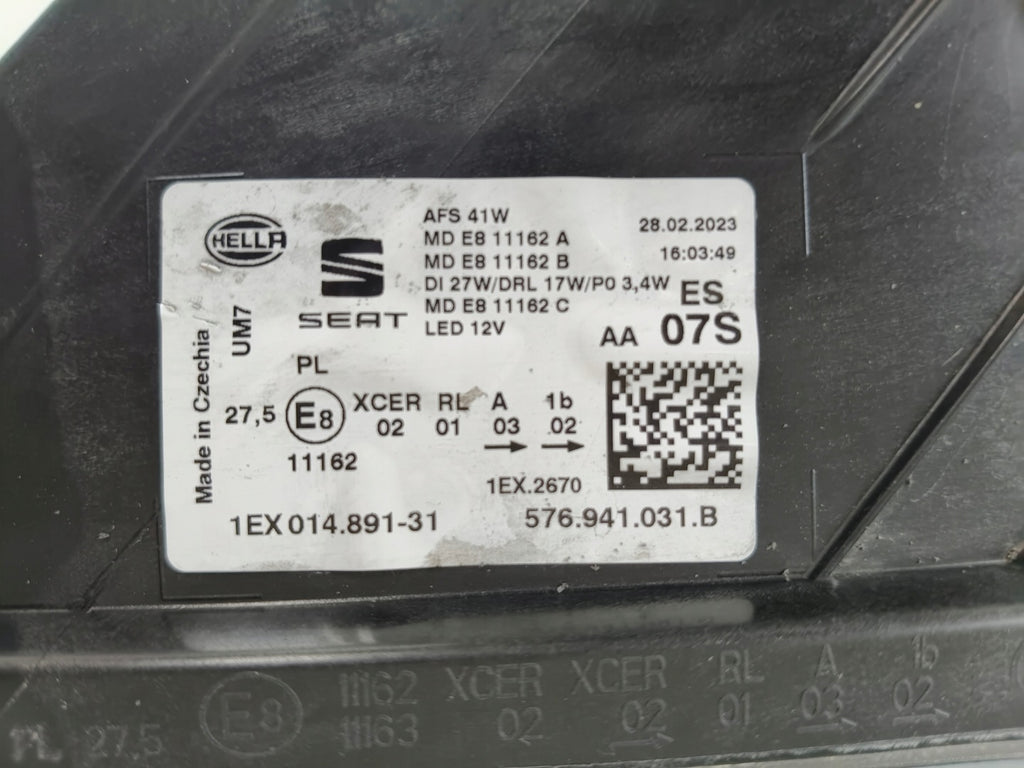 HELLA
SEAT
AFS 41W
MD E8 11162 A
MD E8 11162 B
DI 27W/DRL 17W/PO 3,4W
MD E8 11162 C
LED 12V
28.02.2023
16:03:49
ES
AA 07S
Made in Czechia
UM7
PL
27,5 E8 XCER RL A 1b
02 01 03 02
11162
1EX.2670
1EX 014.891-31
576.941.031.B
11162 XCER XCER RL A 1b
PL 27,5 E8 11163 02 02 01 03 02